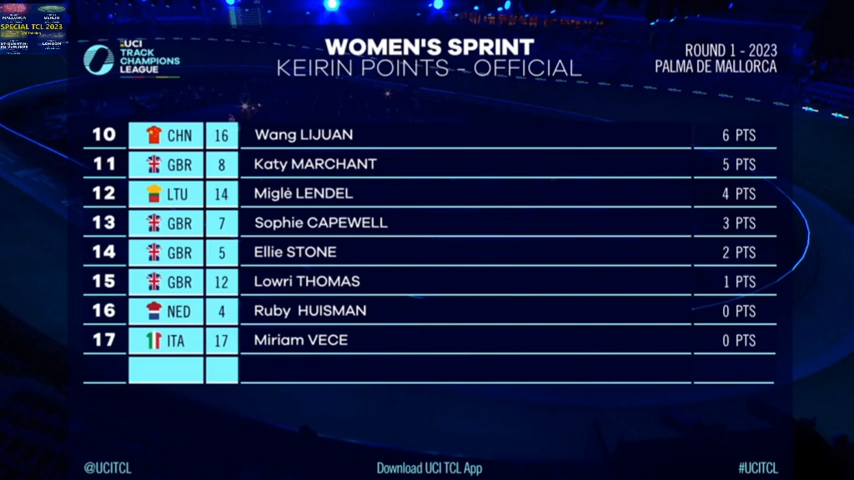 MALLORCA
BERLIN
SPECIAL TCL 2023
LONDON
UCI
TRACK
CHAMPIONS
LEAGUE
WOMEN'S SPRINT
KEIRIN POINTS - OFFICIAL
ROUND 1 - 2023
PALMA DE MALLORCA
10 CHN 16 Wang LIJUAN 6 PTS
11 GBR 8 Katy MARCHANT 5 PTS
12 LTU 14 Miglė LENDEL 4 PTS
13 GBR 7 Sophie CAPEWELL 3 PTS
14 GBR 5 Ellie STONE 2 PTS
15 GBR 12 Lowri THOMAS 1 PTS
16 NED 4 Ruby HUISMAN 0 PTS
17 ITA 17 Miriam VECE 0 PTS
@UCITCL Download UCI TCL App #UCITCL